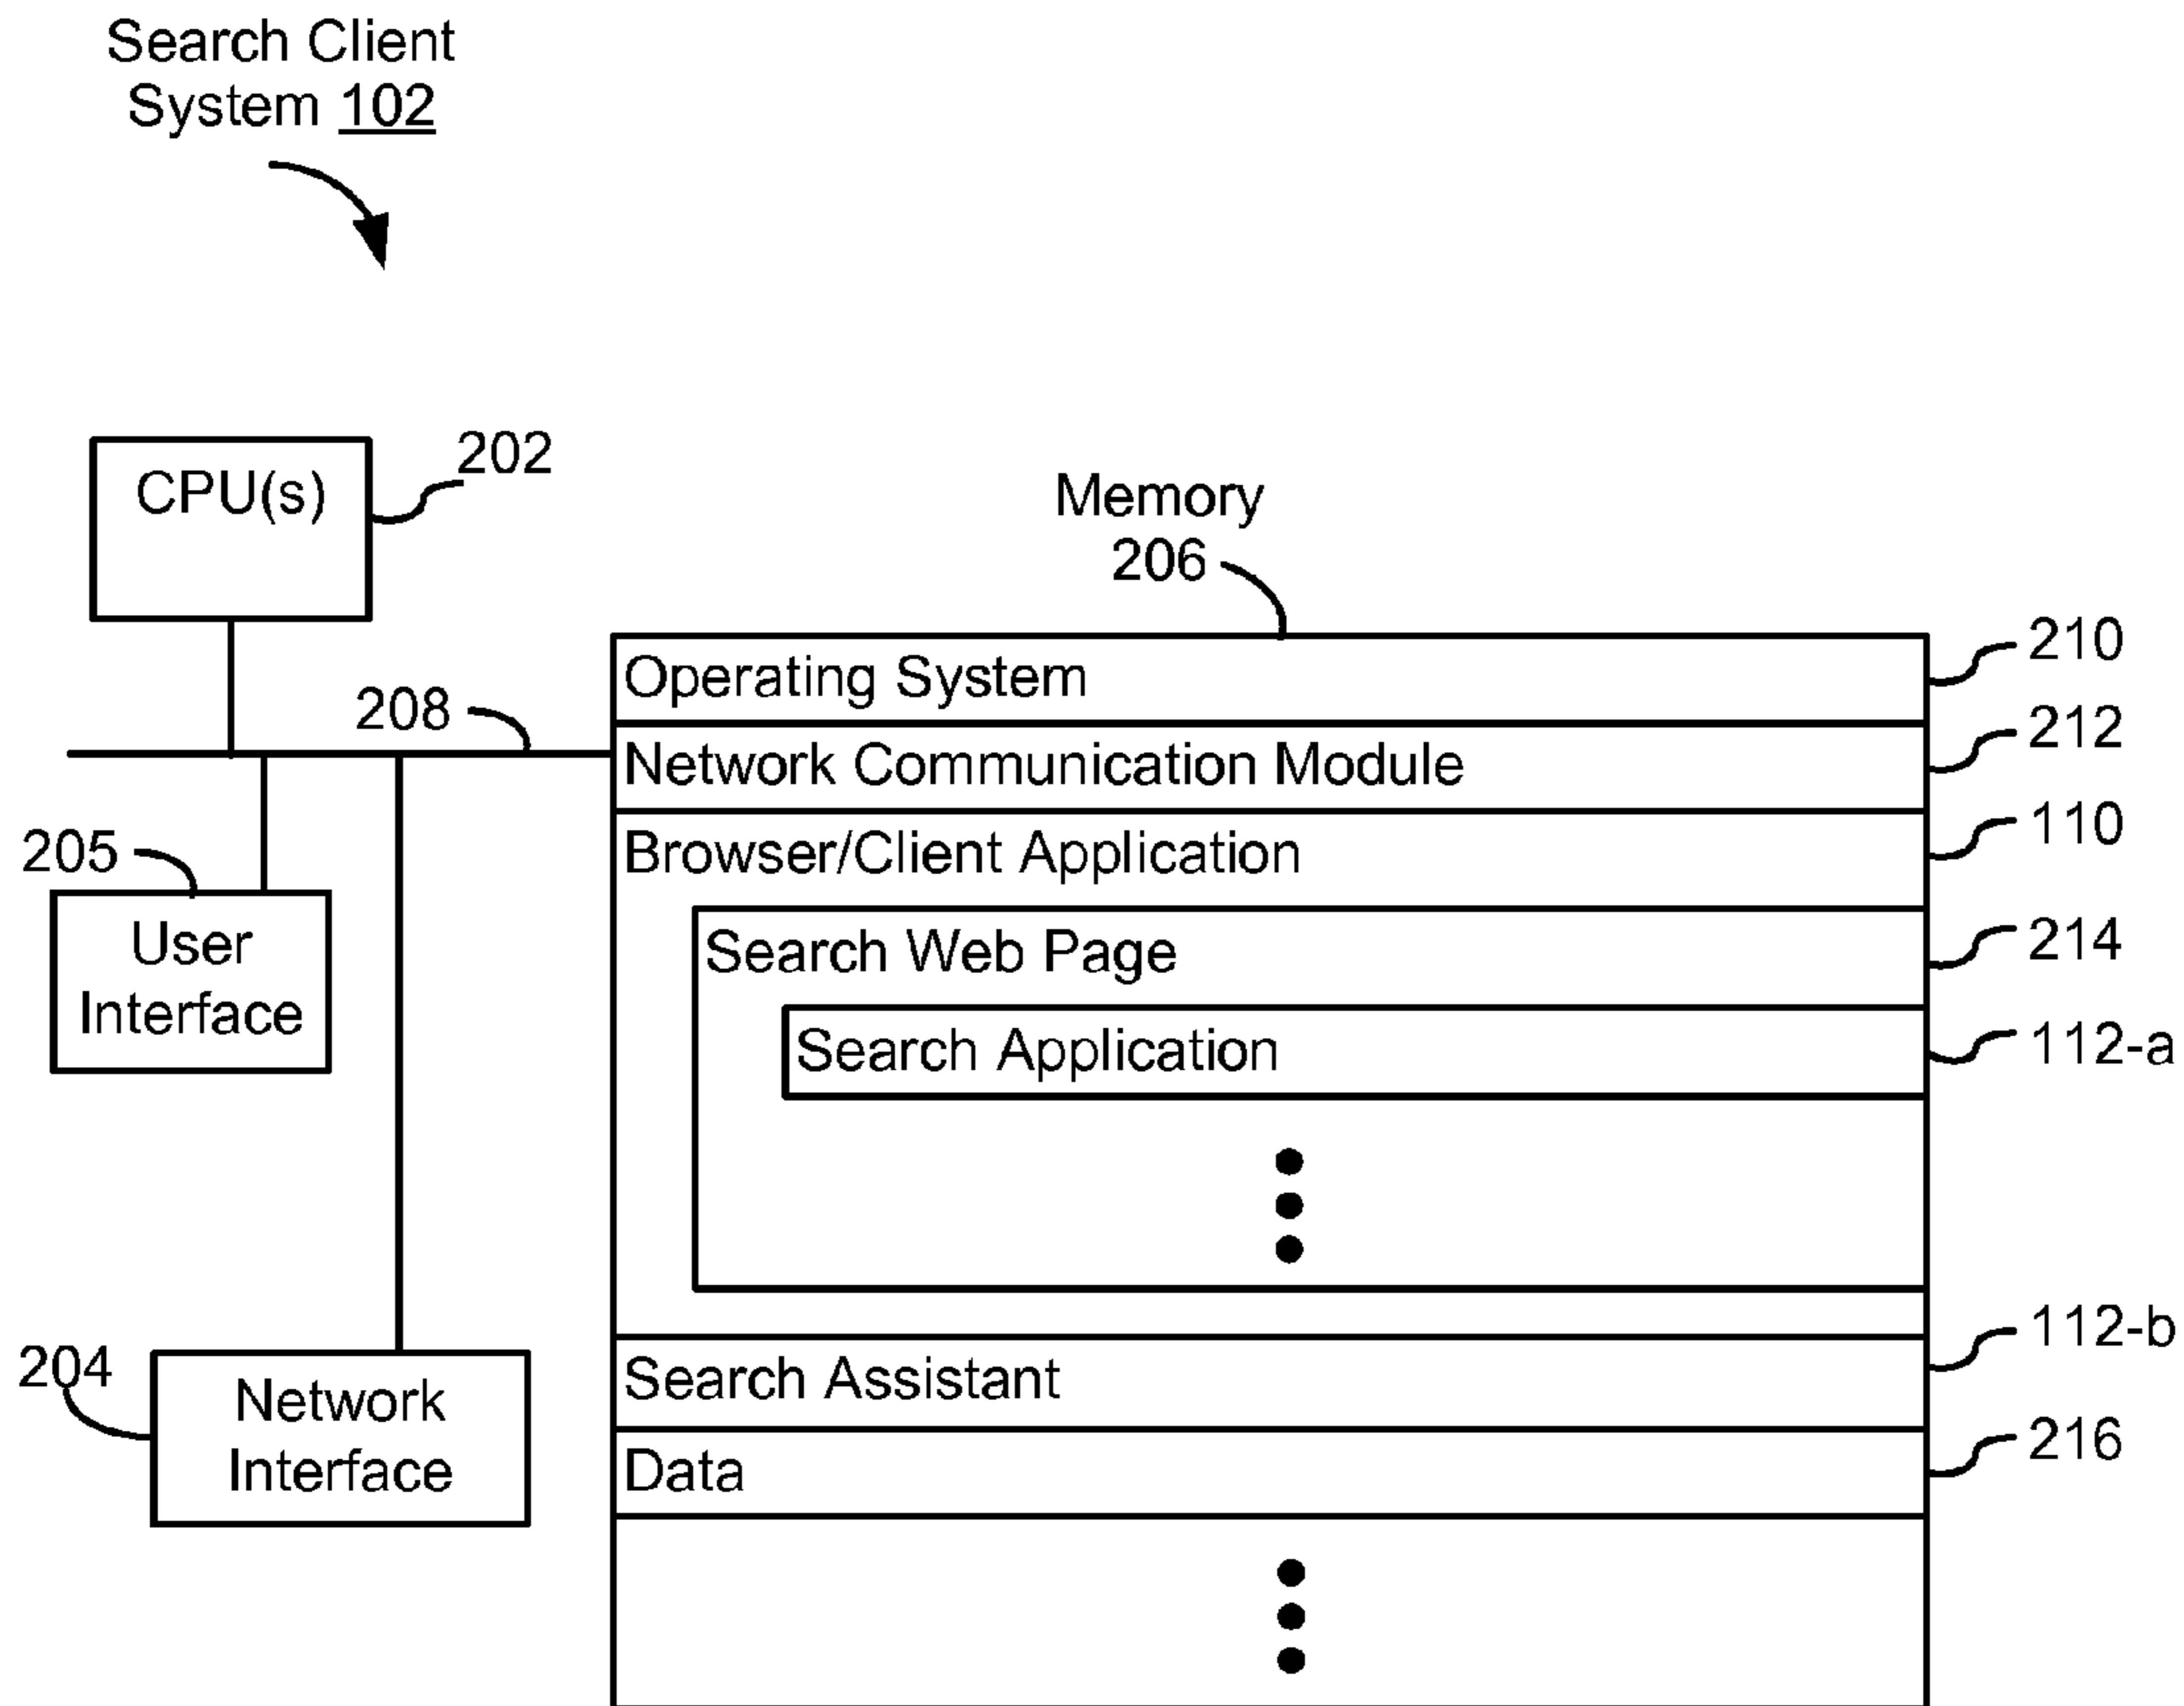 Search Client
System 102
CPU(s)
202
Memory
206
208
Operating System
210
Network Communication Module
212
Browser/Client Application
110
205
User
Interface
Search Web Page
214
Search Application
112-a
204
Network
Interface
Search Assistant
112-b
Data
216